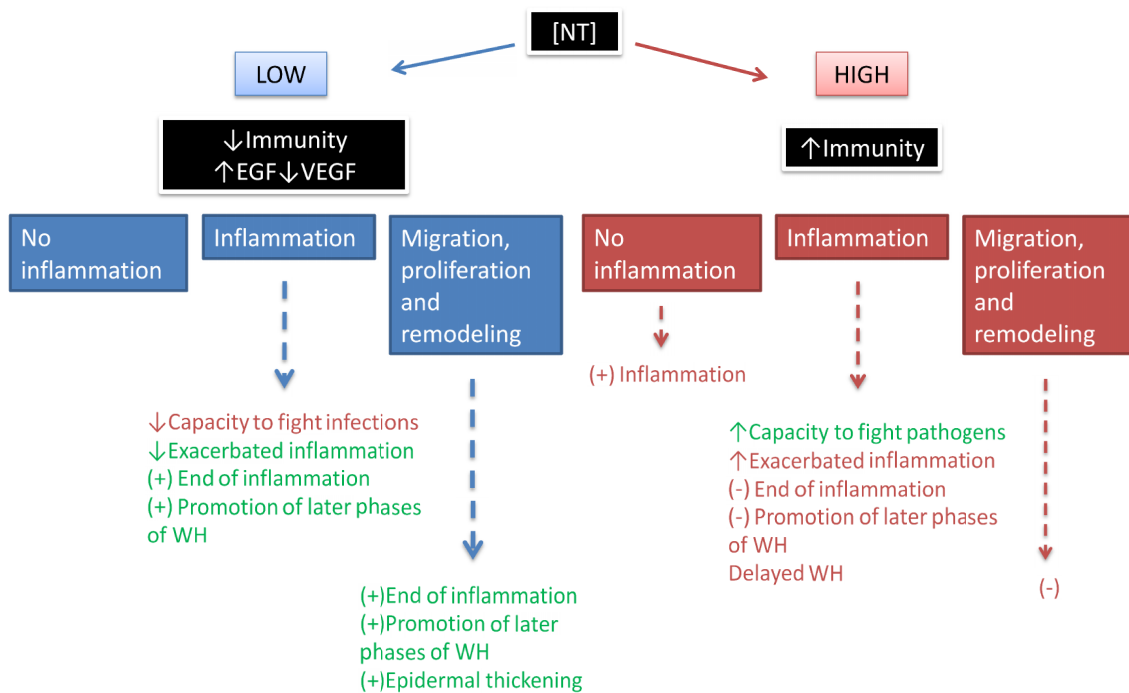 [NT]
LOW
HIGH
↓Immunity
↑EGF↓VEGF
↑Immunity
No
inflammation
Inflammation
Migration,
proliferation
and
remodeling
No
inflammation
Inflammation
Migration,
proliferation
and
remodeling
(+) Inflammation
↓Capacity to fight infections
↓Exacerbated inflammation
(+) End of inflammation
(+) Promotion of later phases
of WH
↑Capacity to fight pathogens
↑Exacerbated inflammation
(-) End of inflammation
(-) Promotion of later phases
of WH
Delayed WH
(-)
(+)End of inflammation
(+)Promotion of later
phases of WH
(+)Epidermal thickening